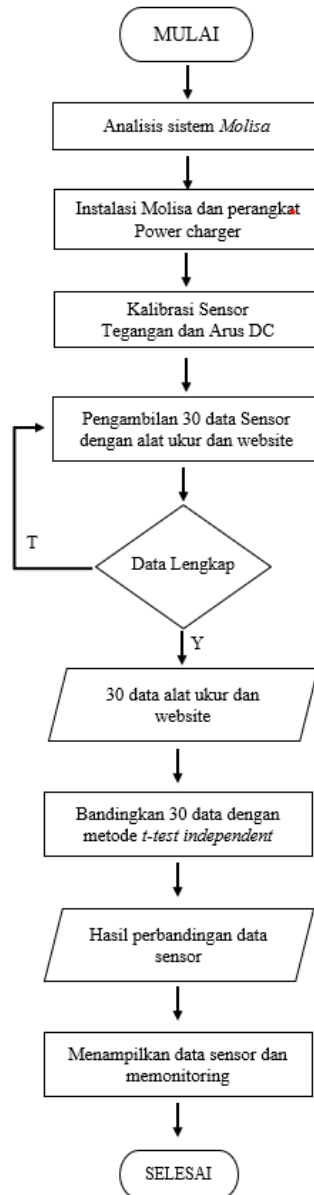 MULAI
Analisis sistem Molisa
Instalasi Molisa dan perangkat
Power charger
Kalibrasi Sensor
Tegangan dan Arus DC
Pengambilan 30 data Sensor
dengan alat ukur dan website
T
Data Lengkap
Y
30 data alat ukur dan
website
Bandingkan 30 data dengan
metode t-test independent
Hasil perbandingan data
sensor
Menampilkan data sensor dan
memonitoring
SELESAI